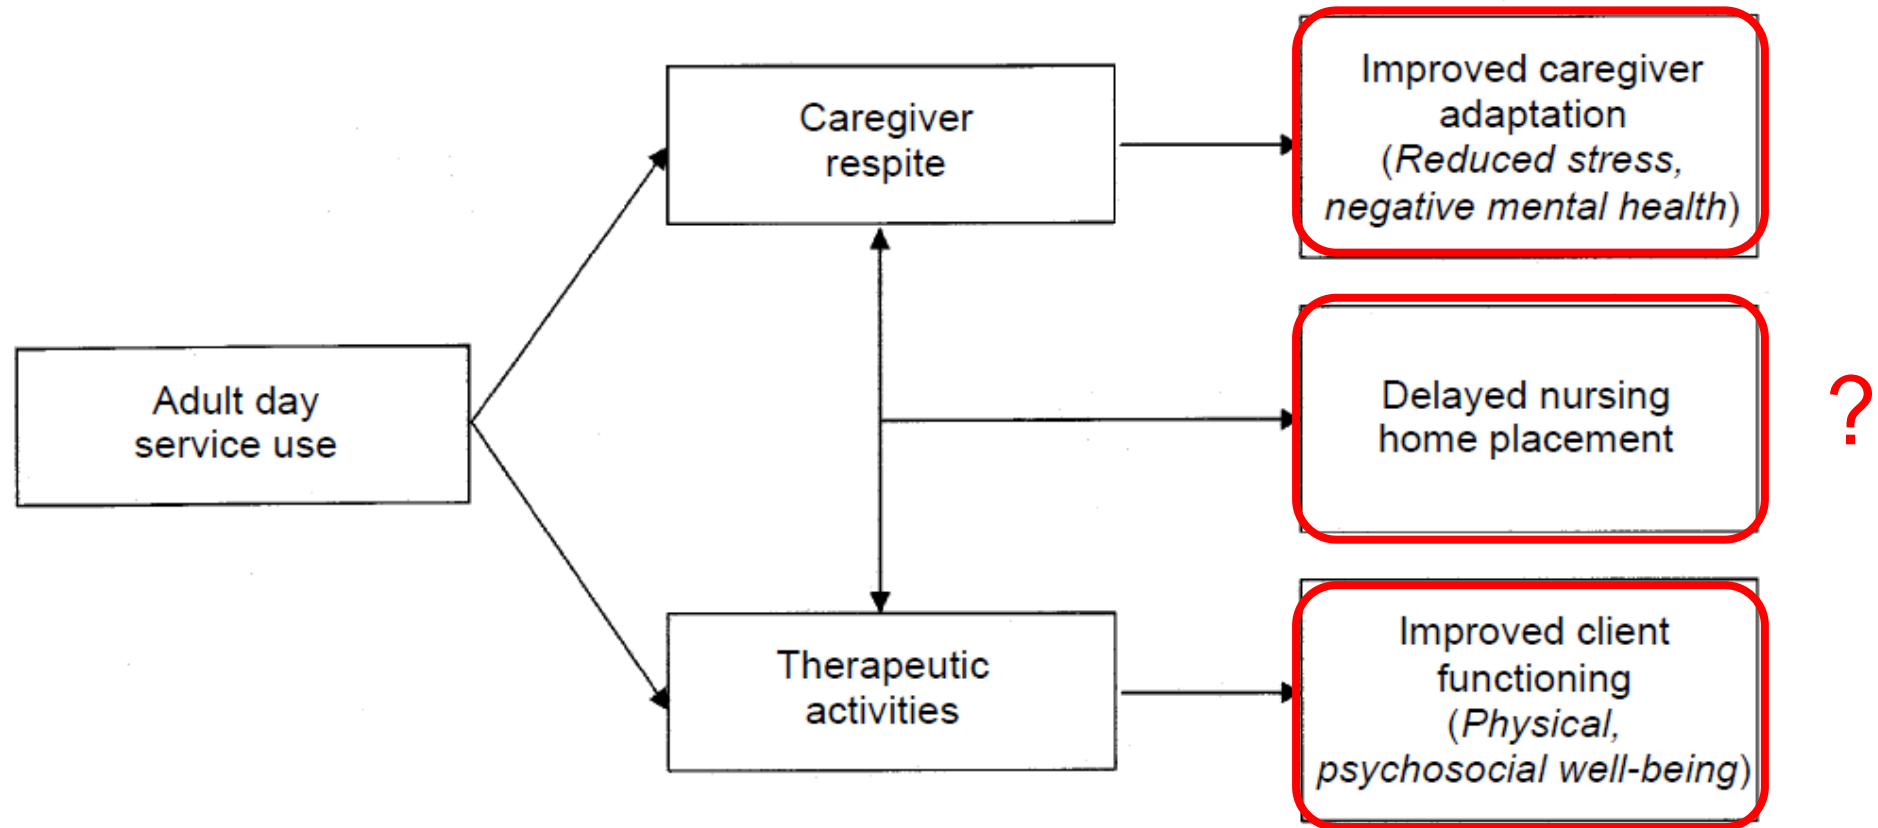 Adult day
service use
Caregiver
respite
Therapeutic
activities
Improved caregiver
adaptation
(Reduced stress,
negative mental health)
Delayed nursing
home placement
?
Improved client
functioning
(Physical,
psychosocial well-being)